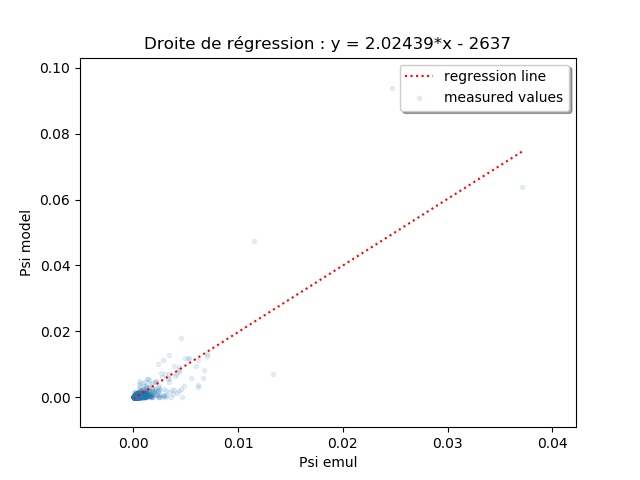 Droite de régression : y = 2.02439*x - 2637
0.10
0.08
0.06
0.04
0.02
0.00
Psi model
regression line
measured values
0.00 0.01 0.02 0.03 0.04
Psi emul